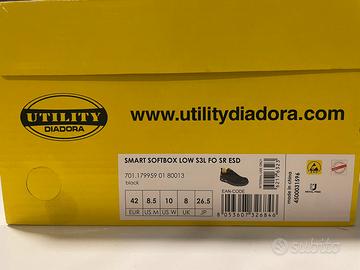 UTILITY
DIADORA
www.utilitydiadora.com
SMART SOFTBOX LOW S3L FO SR ESD
701.179959 01 80013
black
42 8.5 10 8 26.5
EUR US M US W UK JP
EAN-CODE
8 053607 326846
made in china
4500031596
subito